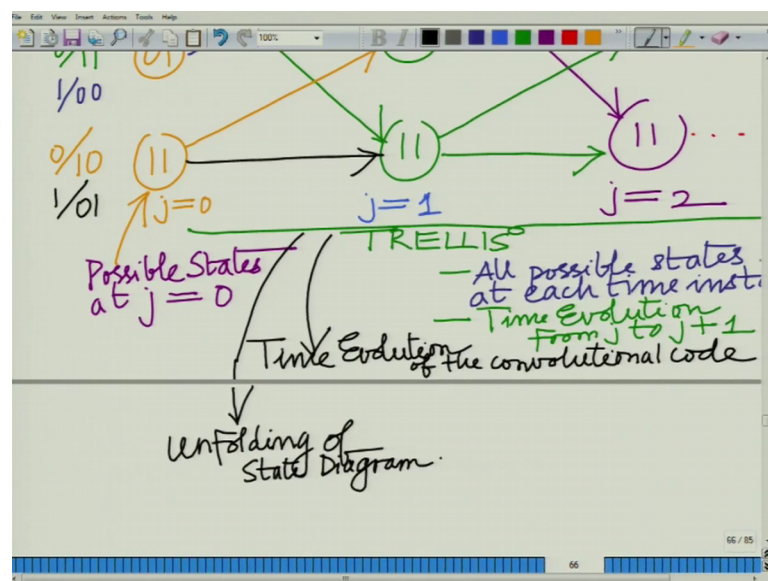 File Edit View Insert Actions Tools Help
100%
B I
0/11
01
1/00
0/10
11
11
11 . . .
1/01
j=0
j=1
j=2
TRELLIS:
Possible States
at j=0
— All possible states
at each time inst
— Time Evolution
From j to j+1
Time Evolution
of the convolutional code
unfolding of
State Diagram.
66 / 85
66